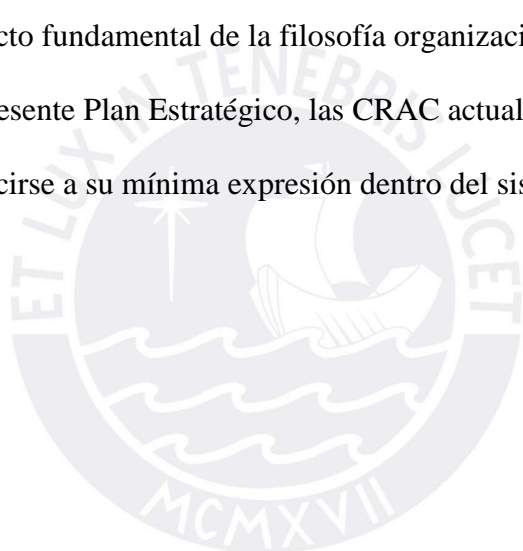 cto fundamental de la filosofía organizaci
esente Plan Estratégico, las CRAC actual
cirse a su mínima expresión dentro del sis
ET LUX IN TENEBRIS LUCET
MCMXVII